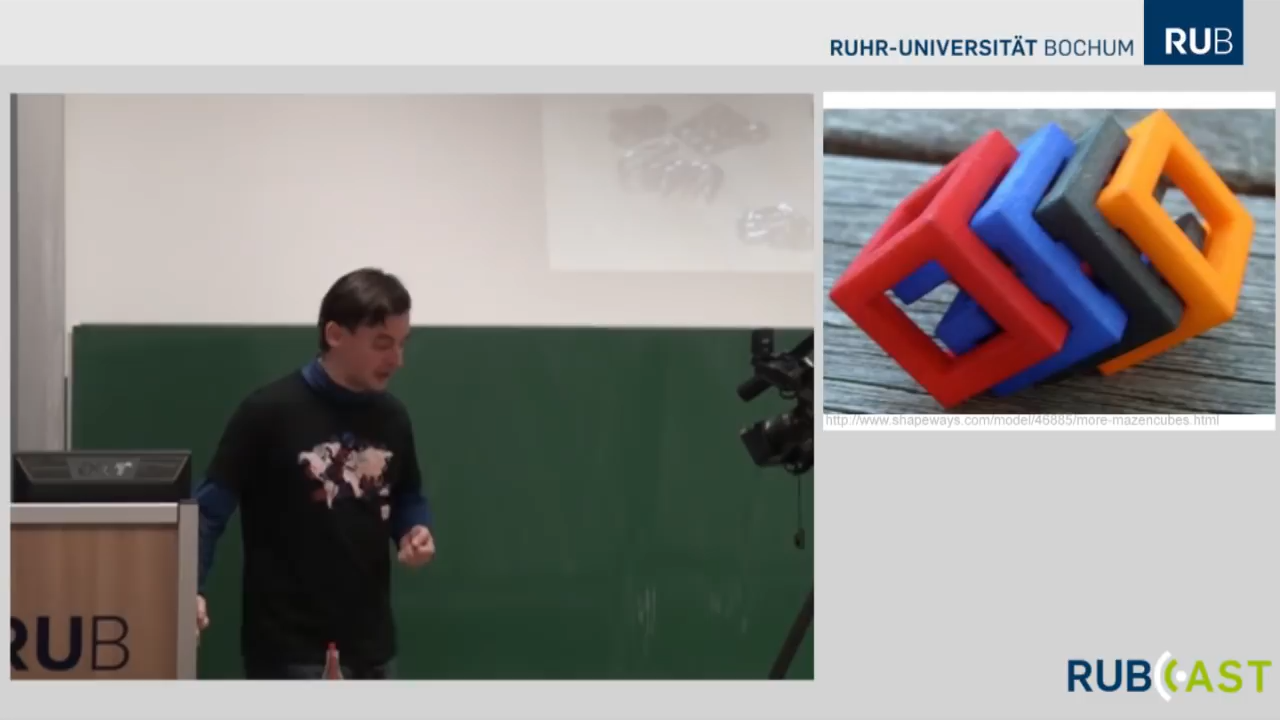 RUHR-UNIVERSITÄT BOCHUM
RUB
http://www.shapeways.com/model/46885/more-mazencubes.html
RUB
RUBCAST